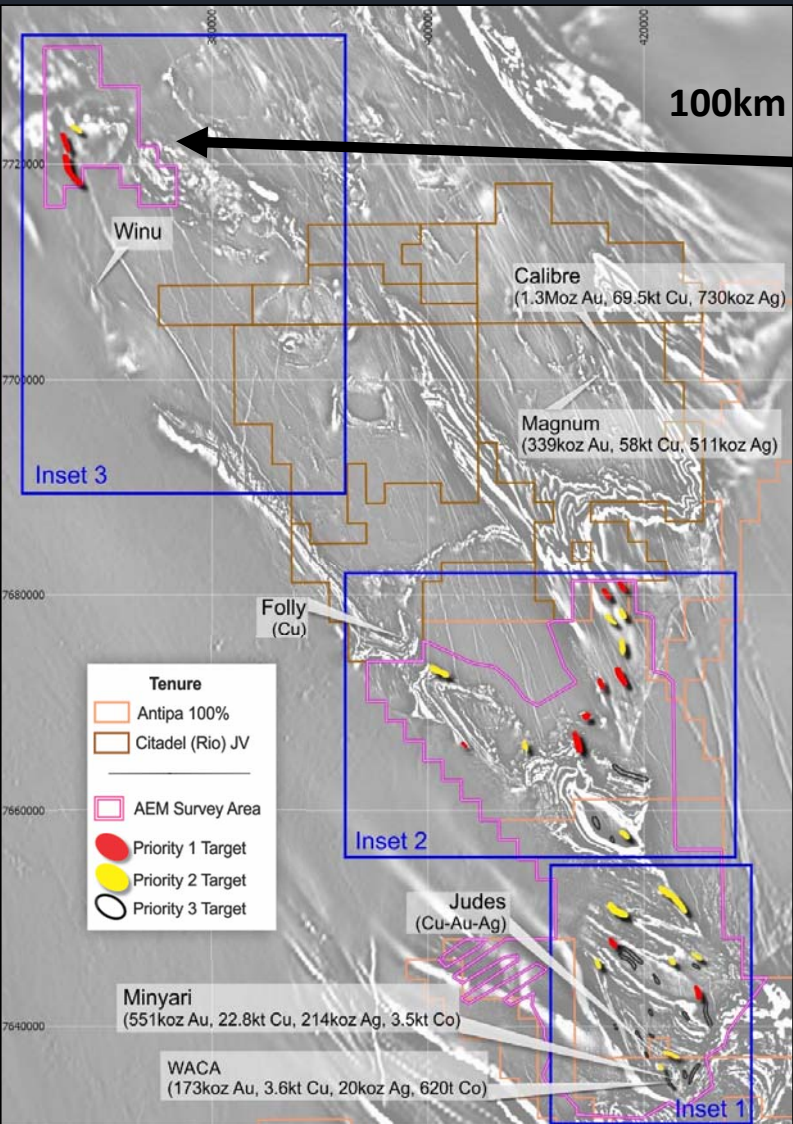 380000
400000
420000
100km
7720000
Winu
Calibre
(1.3Moz Au, 69.5kt Cu, 730koz Ag)
7700000
Magnum
(339koz Au, 58kt Cu, 511koz Ag)
Inset 3
7680000
Folly
(Cu)
Tenure
Antipa 100%
Citadel (Rio) JV
AEM Survey Area
Priority 1 Target
Priority 2 Target
Priority 3 Target
7660000
Inset 2
Judes
(Cu-Au-Ag)
Minyari
(551koz Au, 22.8kt Cu, 214koz Ag, 3.5kt Co)
7640000
WACA
(173koz Au, 3.6kt Cu, 20koz Ag, 620t Co)
Inset 1